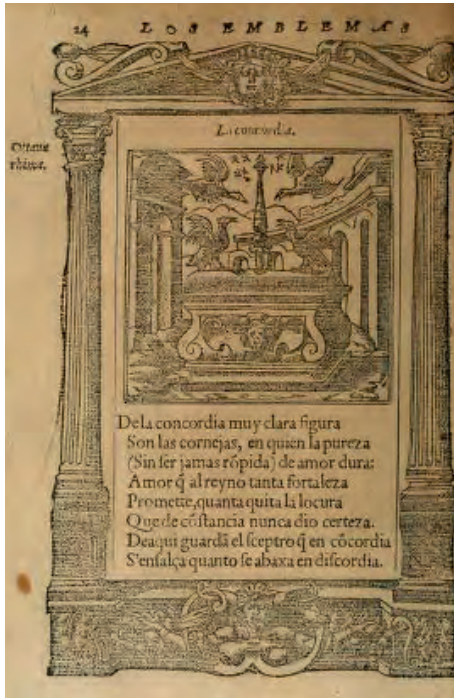 24 LOS EMBLEMAS
La concordia.
Ottava
rhima.
De la concordia muy clara figura
Son las cornejas, en quien la pureza
(Sin ser jamas rõpida) de amor dura:
Amor q̃ al reyno tanta fortaleza
Promette, quanta quita la locura
Que de cõstancia nunca dio certeza.
De aqui guardã el sceptro q̃ en cõcordia
S'ensalça quanto se abaxa en discordia.